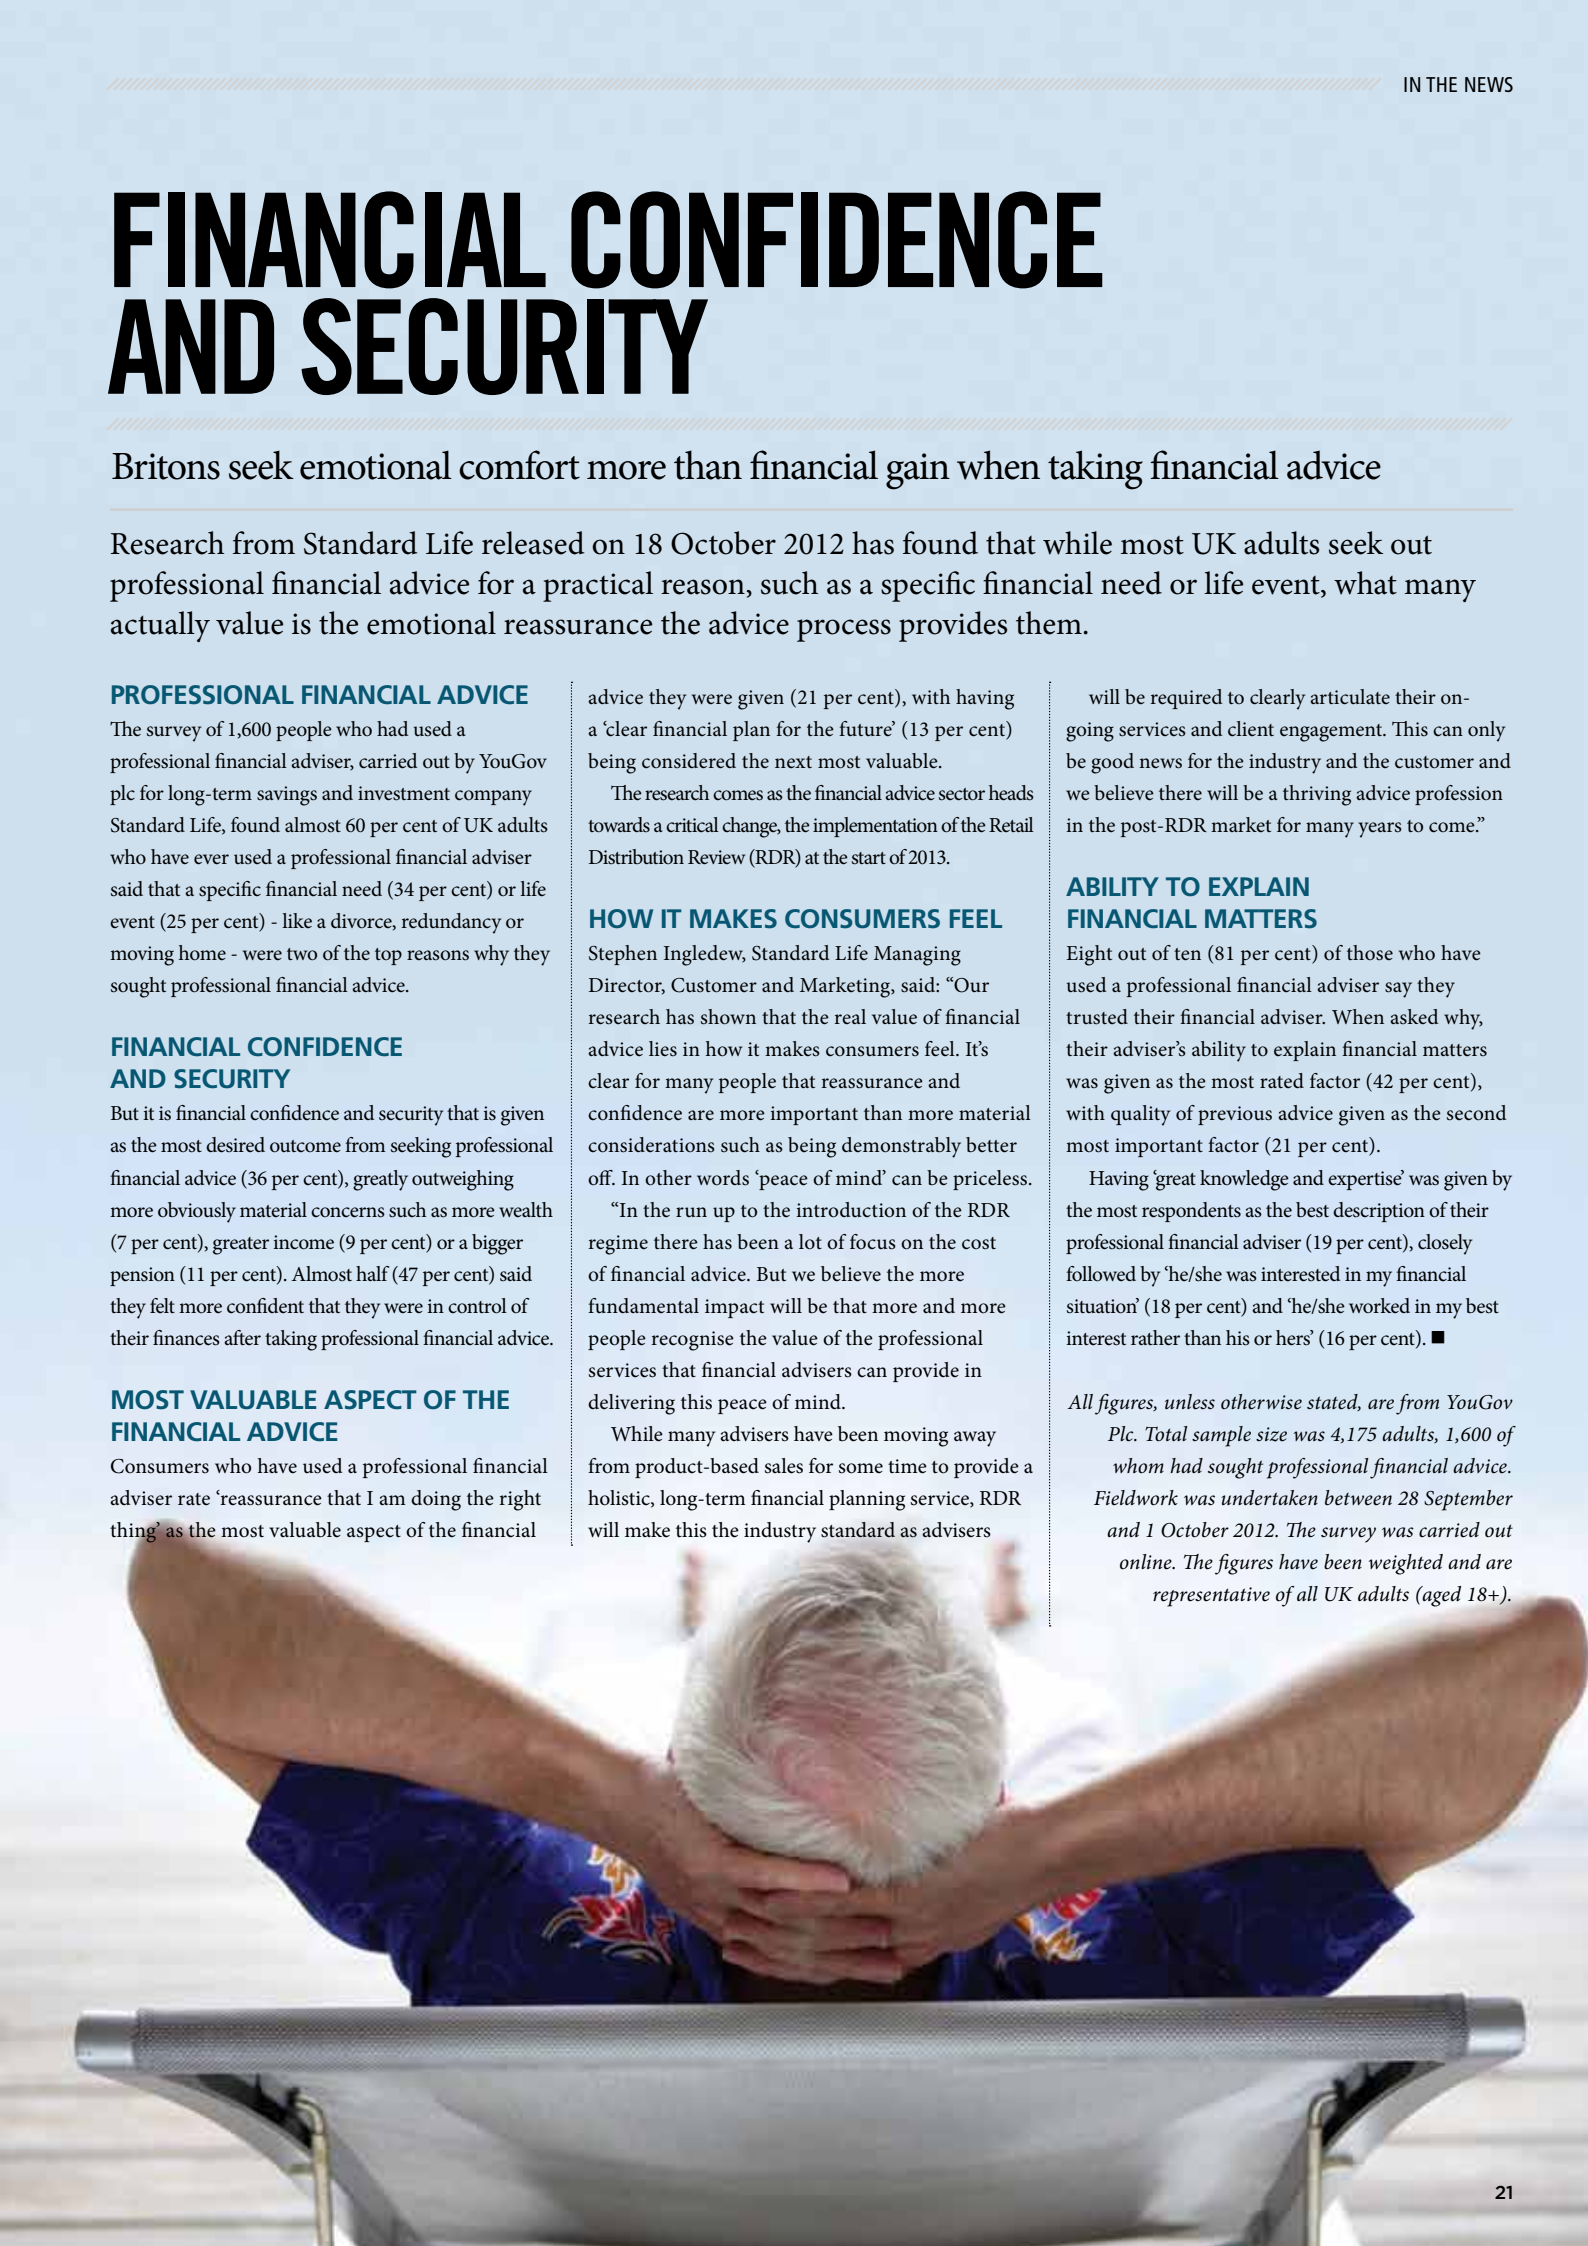 IN THE NEWS
FINANCIAL CONFIDENCE
AND SECURITY
Britons seek emotional comfort more than financial gain when taking financial advice
Research from Standard Life released on 18 October 2012 has found that while most UK adults seek out
professional financial advice for a practical reason, such as a specific financial need or life event, what many
actually value is the emotional reassurance the advice process provides them.
PROFESSIONAL FINANCIAL ADVICE
The survey of 1,600 people who had used a
professional financial adviser, carried out by YouGov
plc for long-term savings and investment company
Standard Life, found almost 60 per cent of UK adults
who have ever used a professional financial adviser
said that a specific financial need (34 per cent) or life
event (25 per cent) - like a divorce, redundancy or
moving home - were two of the top reasons why they
sought professional financial advice.
FINANCIAL CONFIDENCE
AND SECURITY
But it is financial confidence and security that is given
as the most desired outcome from seeking professional
financial advice (36 per cent), greatly outweighing
more obviously material concerns such as more wealth
(7 per cent), greater income (9 per cent) or a bigger
pension (11 per cent). Almost half (47 per cent) said
they felt more confident that they were in control of
their finances after taking professional financial advice.
MOST VALUABLE ASPECT OF THE
FINANCIAL ADVICE
Consumers who have used a professional financial
adviser rate ‘reassurance that I am doing the right
thing’ as the most valuable aspect of the financial
advice they were given (21 per cent), with having
a ‘clear financial plan for the future’ (13 per cent)
being considered the next most valuable.
The research comes as the financial advice sector heads
towards a critical change, the implementation of the Retail
Distribution Review (RDR) at the start of 2013.
HOW IT MAKES CONSUMERS FEEL
Stephen Ingledew, Standard Life Managing
Director, Customer and Marketing, said: “Our
research has shown that the real value of financial
advice lies in how it makes consumers feel. It’s
clear for many people that reassurance and
confidence are more important than more material
considerations such as being demonstrably better
off. In other words ‘peace of mind’ can be priceless.
“In the run up to the introduction of the RDR
regime there has been a lot of focus on the cost
of financial advice. But we believe the more
fundamental impact will be that more and more
people recognise the value of the professional
services that financial advisers can provide in
delivering this peace of mind.
While many advisers have been moving away
from product-based sales for some time to provide a
holistic, long-term financial planning service, RDR
will make this the industry standard as advisers
will be required to clearly articulate their on-
going services and client engagement. This can only
be good news for the industry and the customer and
we believe there will be a thriving advice profession
in the post-RDR market for many years to come.”
ABILITY TO EXPLAIN
FINANCIAL MATTERS
Eight out of ten (81 per cent) of those who have
used a professional financial adviser say they
trusted their financial adviser. When asked why,
their adviser’s ability to explain financial matters
was given as the most rated factor (42 per cent),
with quality of previous advice given as the second
most important factor (21 per cent).
Having ‘great knowledge and expertise’ was given by
the most respondents as the best description of their
professional financial adviser (19 per cent), closely
followed by ‘he/she was interested in my financial
situation’ (18 per cent) and ‘he/she worked in my best
interest rather than his or hers’ (16 per cent). ■
All figures, unless otherwise stated, are from YouGov
Plc. Total sample size was 4,175 adults, 1,600 of
whom had sought professional financial advice.
Fieldwork was undertaken between 28 September
and 1 October 2012. The survey was carried out
online. The figures have been weighted and are
representative of all UK adults (aged 18+).
21